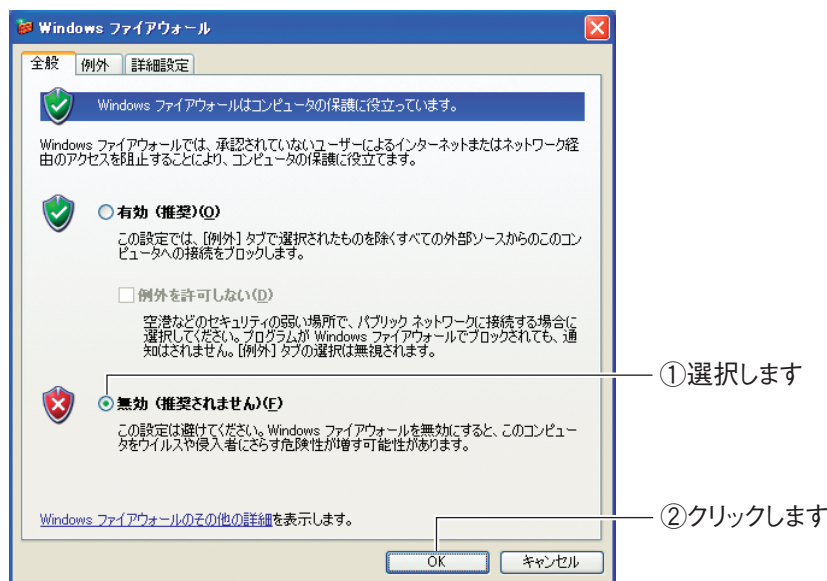 Windows ファイアウォール
全般 例外 詳細設定
Windows ファイアウォールはコンピュータの保護に役立っています。
Windows ファイアウォールでは、承認されていないユーザーによるインターネットまたはネットワーク経
由のアクセスを阻止することにより、コンピュータの保護に役立てます。
有効 (推奨)(O)
この設定では、[例外] タブで選択されたものを除くすべての外部ソースからのこのコン
ピュータへの接続をブロックします。
例外を許可しない(D)
空港などのセキュリティの弱い場所で、パブリック ネットワークに接続する場合に
選択してください。プログラムが Windows ファイアウォールでブロックされても、通
知はされません。[例外] タブの選択は無視されます。
①選択します
無効 (推奨されません)(F)
この設定は避けてください。Windows ファイアウォールを無効にすると、このコンピュー
タをウイルスや侵入者にさらす危険性が増す可能性があります。
Windows ファイアウォールのその他の詳細を表示します。
②クリックします
OK キャンセル